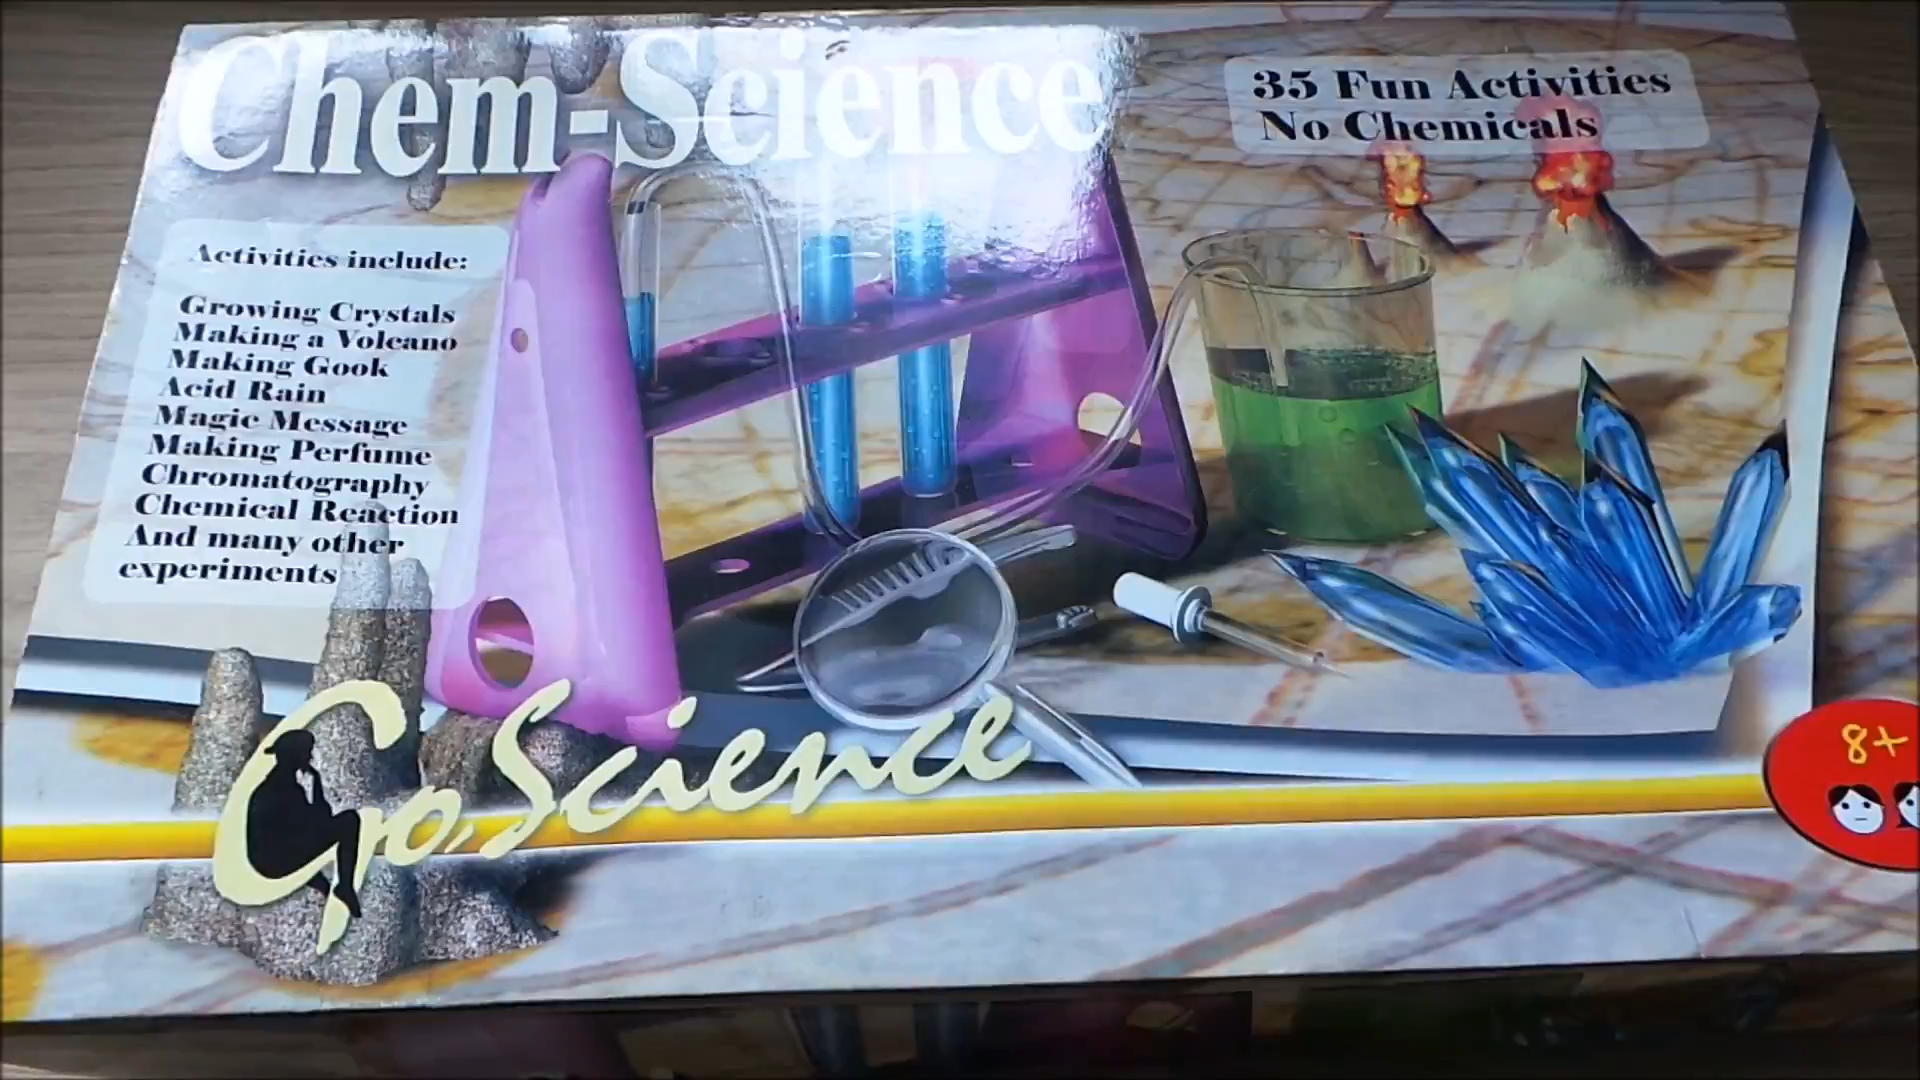 Chem-Science
35 Fun Activities
No Chemicals
Activities include:
Growing Crystals
Making a Volcano
Making Gook
Acid Rain
Magic Message
Making Perfume
Chromatography
Chemical Reaction
And many other
experiments
Go Science
8+